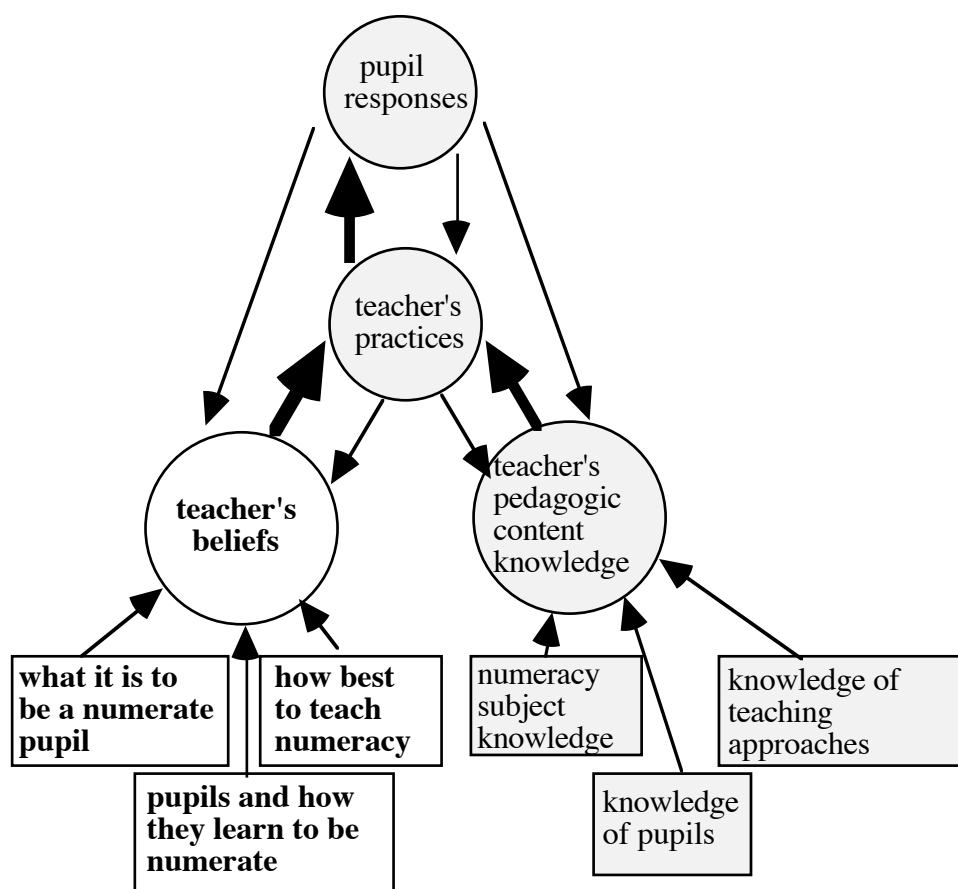 pupil
responses
teacher's
practices
teacher's
beliefs
teacher's
pedagogic
content
knowledge
what it is to
be a numerate
pupil
how best
to teach
numeracy
pupils and how
they learn to be
numerate
numeracy
subject
knowledge
knowledge
of pupils
knowledge of
teaching
approaches